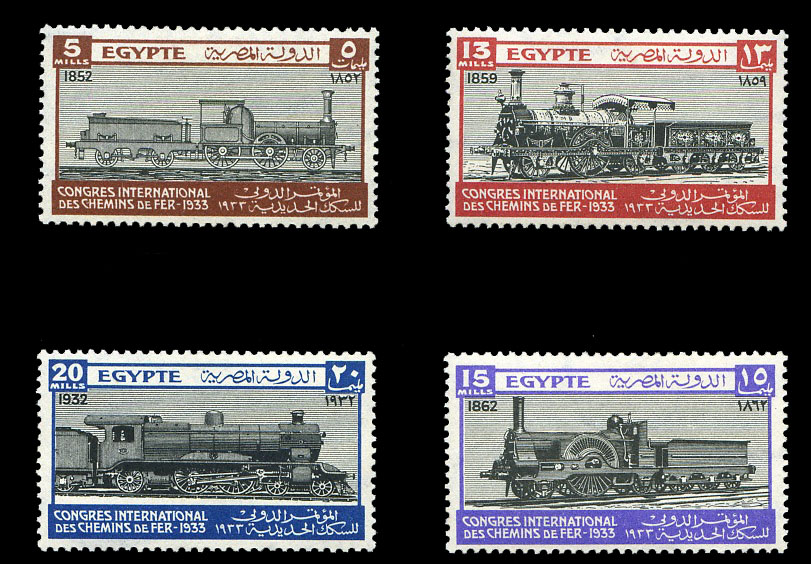 5 MILLS EGYPTE الدولة المصرية ٥ مليمات
1852 ١٨٥٢
CONGRES INTERNATIONAL المؤتمر الدولى
DES CHEMINS DE FER-1933 للسكك الحديدية ١٩٣٣
13 MILLS EGYPTE الدولة المصرية ١٣ مليما
1859 ١٨٥٩
CONGRES INTERNATIONAL المؤتمر الدولى
DES CHEMINS DE FER-1933 للسكك الحديدية ١٩٣٣
20 MILLS EGYPTE الدولة المصرية ٢٠ مليما
1932 ١٩٣٢
CONGRES INTERNATIONAL المؤتمر الدولى
DES CHEMINS DE FER-1933 للسكك الحديدية ١٩٣٣
15 MILLS EGYPTE الدولة المصرية ١٥ مليما
1862 ١٨٦٢
CONGRES INTERNATIONAL المؤتمر الدولى
DES CHEMINS DE FER-1933 للسكك الحديدية ١٩٣٣